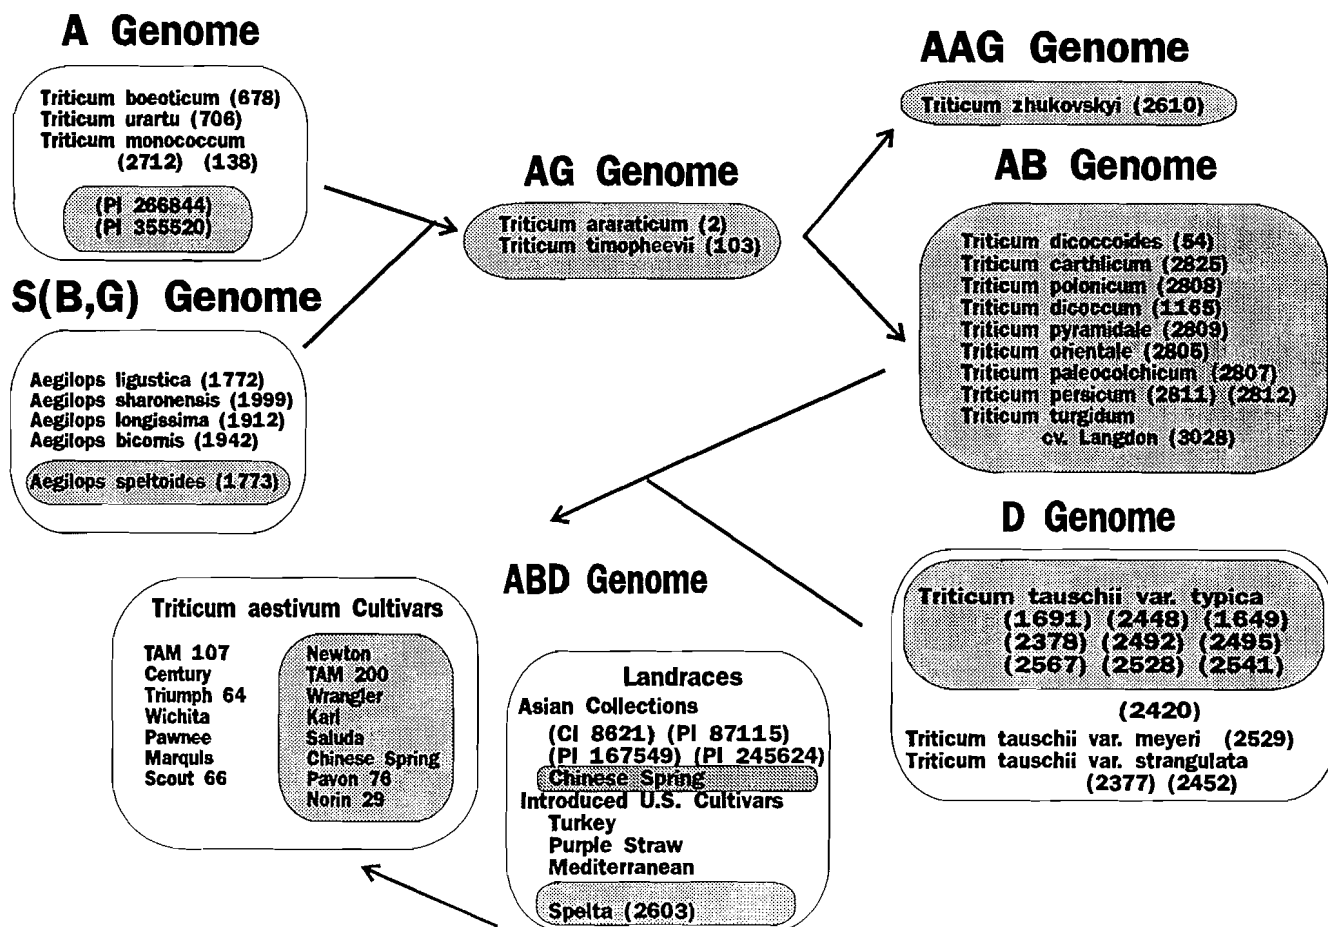 A Genome
Triticum boeoticum (678)
Triticum urartu (706)
Triticum monococcum
(2712) (138)
(PI 266844)
(PI 355520)
S(B,G) Genome
Aegilops ligustica (1772)
Aegilops sharonensis (1999)
Aegilops longissima (1912)
Aegilops bicornis (1942)
Aegilops speltoides (1773)
AG Genome
Triticum araraticum (2)
Triticum timopheevii (103)
AAG Genome
Triticum zhukovskyi (2610)
AB Genome
Triticum dicoccoides (54)
Triticum carthlicum (2825)
Triticum polonicum (2808)
Triticum dicoccum (1165)
Triticum pyramidale (2809)
Triticum orientale (2805)
Triticum paleocolchicum (2807)
Triticum persicum (2811) (2812)
Triticum turgidum
cv. Langdon (3028)
D Genome
Triticum tauschii var. typica
(1691) (2448) (1649)
(2378) (2492) (2495)
(2567) (2528) (2541)
(2420)
Triticum tauschii var. meyeri (2529)
Triticum tauschii var. strangulata
(2377) (2452)
ABD Genome
Landraces
Asian Collections
(CI 8621) (PI 87115)
(PI 167549) (PI 245624)
Chinese Spring
Introduced U.S. Cultivars
Turkey
Purple Straw
Mediterranean
Spelta (2603)
Triticum aestivum Cultivars
TAM 107
Century
Triumph 64
Wichita
Pawnee
Marquis
Scout 66
Newton
TAM 200
Wrangler
Karl
Saluda
Chinese Spring
Pavon 76
Norin 29